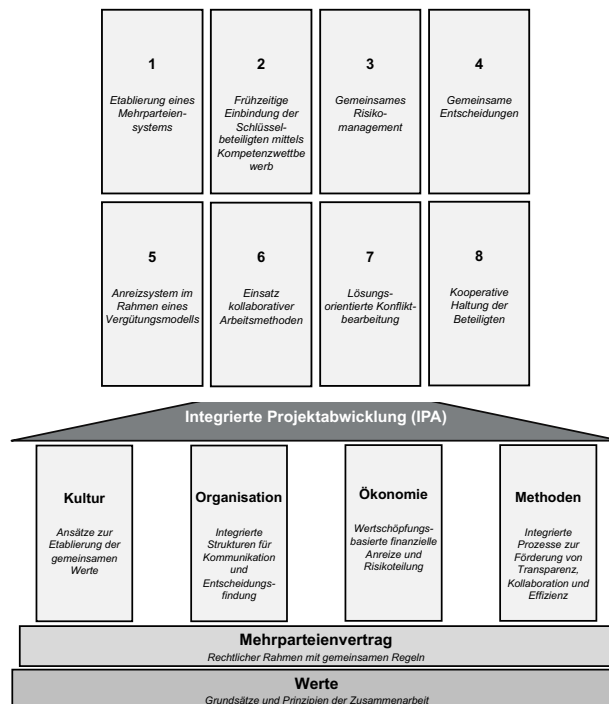 1
Etablierung eines
Mehrparteien-
systems
2
Frühzeitige
Einbindung der
Schlüssel-
beteiligten mittels
Kompetenzwettbe
werb
3
Gemeinsames
Risiko-
management
4
Gemeinsame
Entscheidungen
5
Anreizsystem im
Rahmen eines
Vergütungsmodells
6
Einsatz
kollaborativer
Arbeitsmethoden
7
Lösungs-
orientierte Konflikt-
bearbeitung
8
Kooperative
Haltung der
Beteiligten
Integrierte Projektabwicklung (IPA)
Kultur
Ansätze zur
Etablierung der
gemeinsamen
Werte
Organisation
Integrierte
Strukturen für
Kommunikation
und
Entscheidungs-
findung
Ökonomie
Wertschöpfungs-
basierte finanzielle
Anreize und
Risikoteilung
Methoden
Integrierte
Prozesse zur
Förderung von
Transparenz,
Kollaboration und
Effizienz
Mehrparteienvertrag
Rechtlicher Rahmen mit gemeinsamen Regeln
Werte
Grundsätze und Prinzipien der Zusammenarbeit